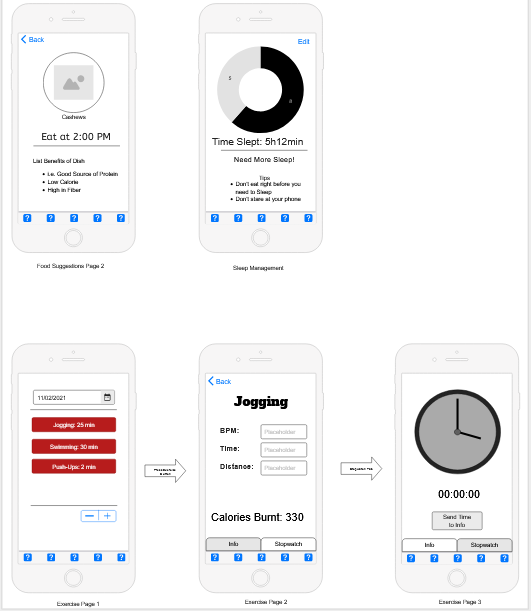 Back
Cashews
Eat at 2:00 PM
List Benefits of Dish
i.e. Good Source of Protein
Low Calorie
High in Fiber
? ? ? ? ?
Food Suggestions Page 2
Edit
5
8
Time Slept: 5h12min
Need More Sleep!
Tips
Don't eat right before you
need to Sleep
Don't stare at your phone
? ? ? ? ?
Sleep Management
11/02/2021
Jogging: 25 min
Swimming: 30 min
Push-Ups: 2 min
? ? ? ? ?
Exercise Page 1
Back
Jogging
BPM: Placeholder
Time: Placeholder
Distance: Placeholder
Calories Burnt: 330
Info Stopwatch
? ? ? ? ?
Exercise Page 2
00:00:00
Send Time
to Info
Info Stopwatch
? ? ? ? ?
Exercise Page 3